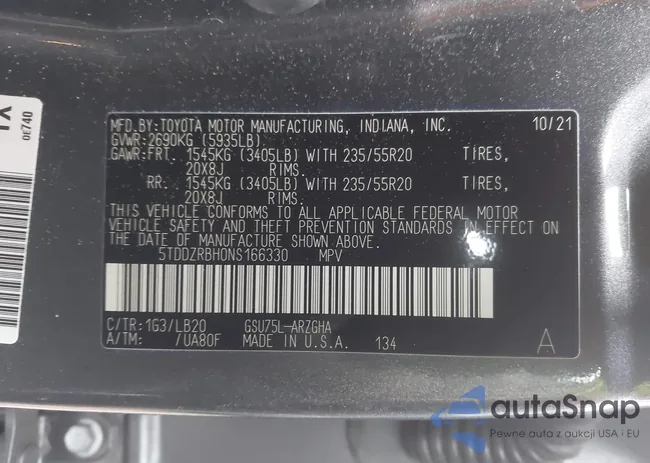 MFD.BY:TOYOTA MOTOR MANUFACTURING, INDIANA, INC. 10/21
GVWR:2690KG (5935LB)
GAWR:FRT. 1545KG (3405LB) WITH 235/55R20 TIRES,
20X8J RIMS.
RR. 1545KG (3405LB) WITH 235/55R20 TIRES,
20X8J RIMS.
THIS VEHICLE CONFORMS TO ALL APPLICABLE FEDERAL MOTOR
VEHICLE SAFETY AND THEFT PREVENTION STANDARDS IN EFFECT ON
THE DATE OF MANUFACTURE SHOWN ABOVE.
5TDDZRBH0NS166330 MPV
C/TR:1G3/LB20 GSU75L-ARZGHA
A/TM: /UA80F MADE IN U.S.A. 134 A
autaSnap
Pewne auta z aukcji USA i EU